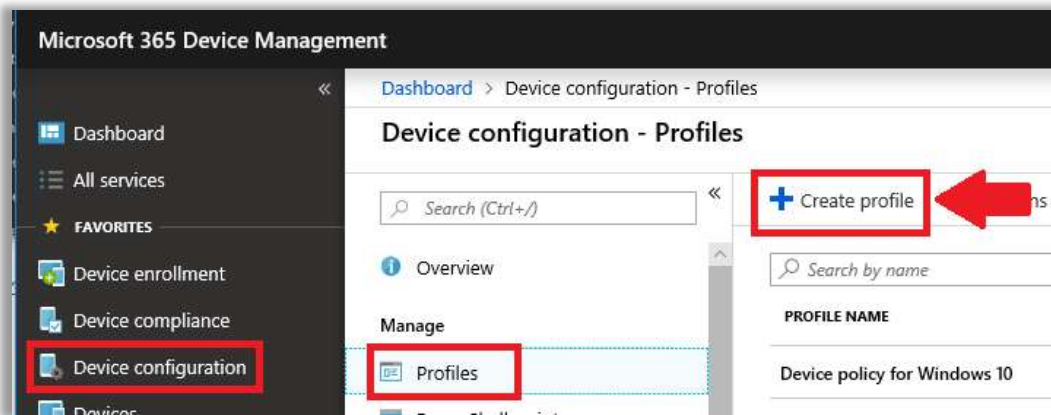 Microsoft 365 Device Management
«
Dashboard
All services
FAVORITES
Device enrollment
Device compliance
Device configuration
Devices
Dashboard > Device configuration - Profiles
Device configuration - Profiles
Search (Ctrl+/)
«
Overview
Manage
Profiles
Create profile
ns
Search by name
PROFILE NAME
Device policy for Windows 10